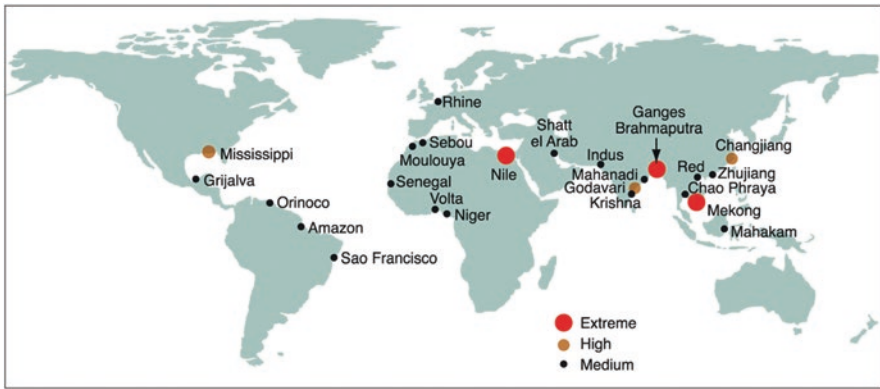 Rhine
Ganges
Brahmaputra
Shatt
el Arab
Changjiang
Mississippi
Sebou
Moulouya
Nile
Indus
Mahanadi
Red
Zhujiang
Grijalva
Senegal
Godavari
Chao Phraya
Krishna
Orinoco
Volta
Niger
Mekong
Amazon
Mahakam
Sao Francisco
Extreme
High
Medium